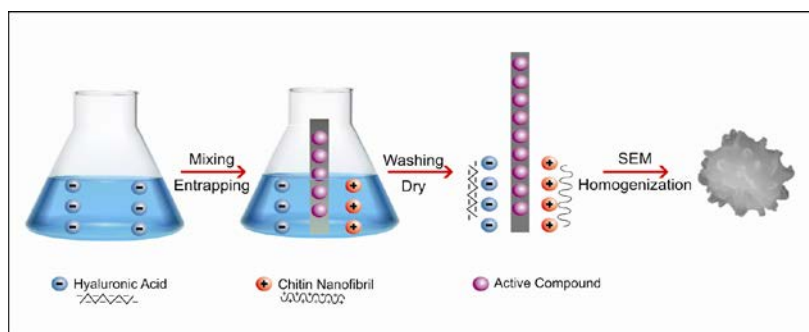 Mixing
Entrapping
Washing
Dry
SEM
Homogenization
Hyaluronic Acid
Chitin Nanofibril
Active Compound